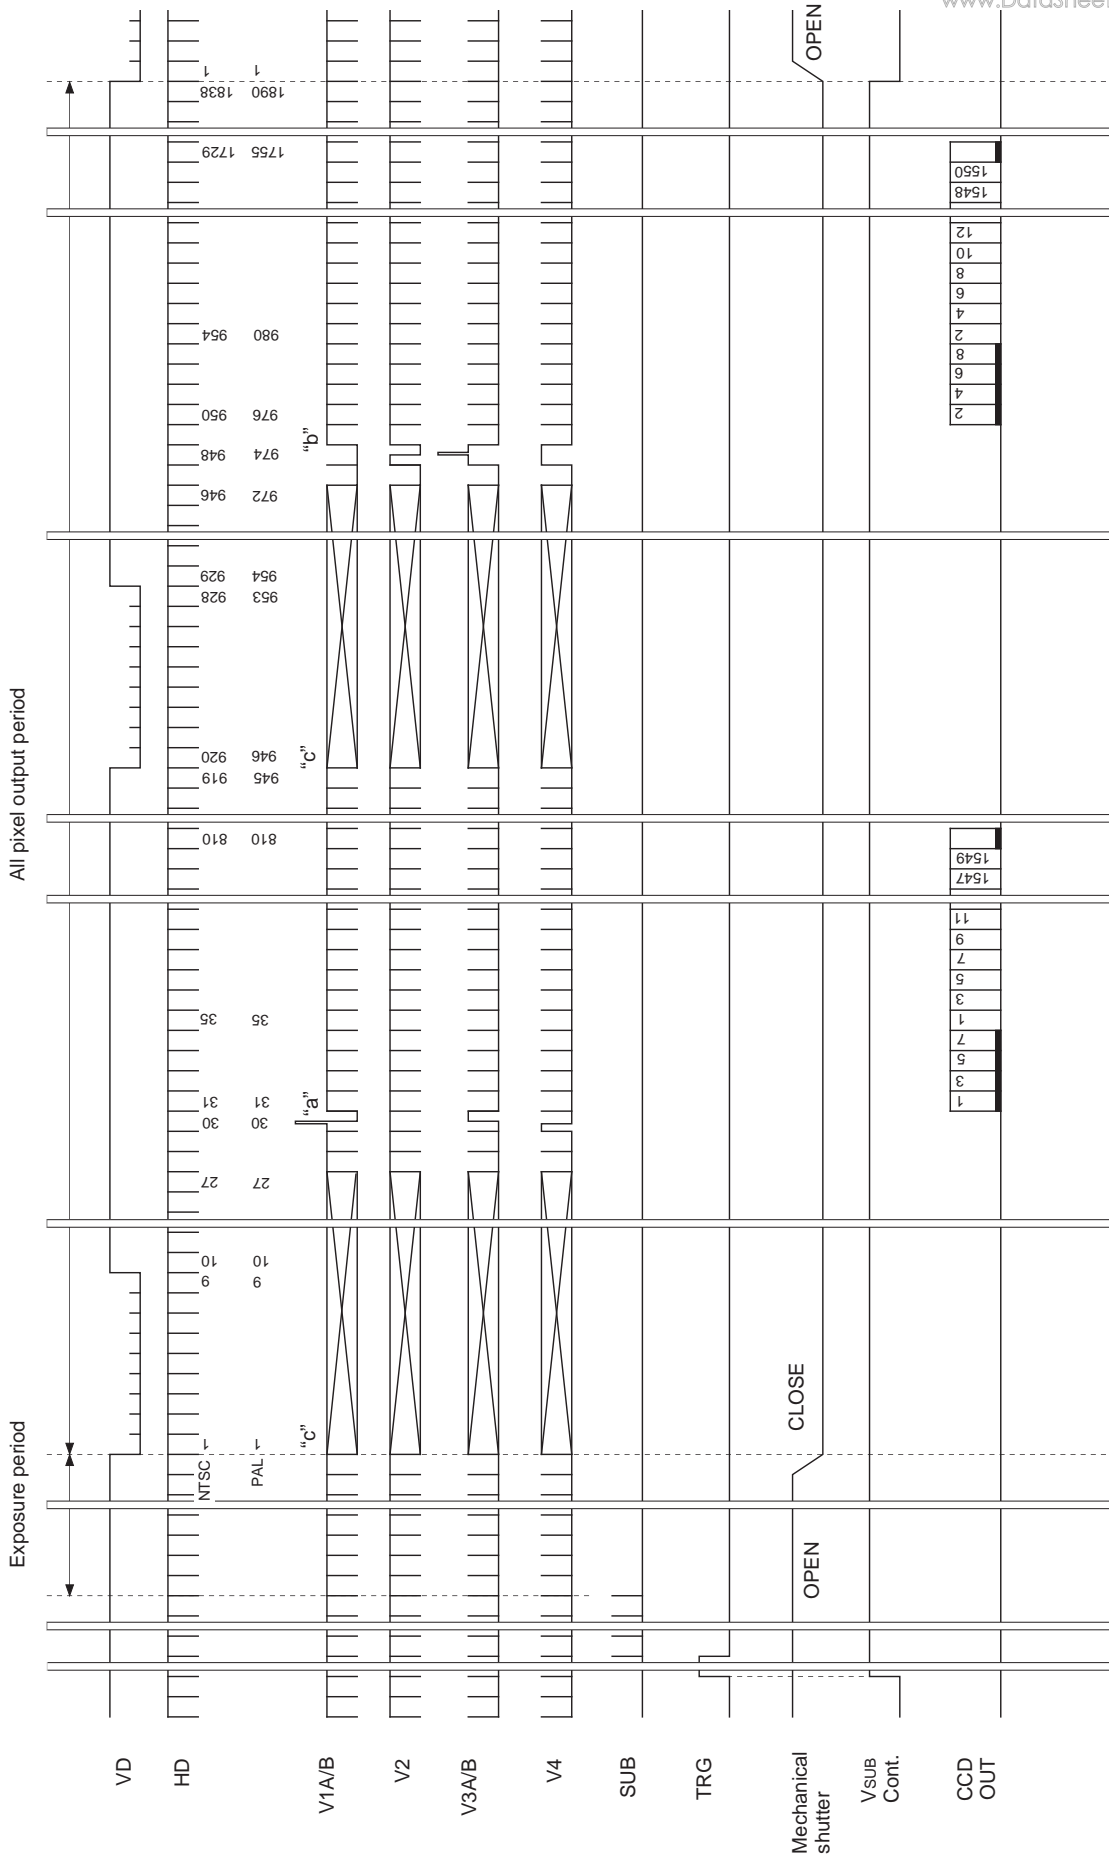 www.DataSheet
Exposure period
All pixel output period
VD
HD
NTSC 1 9 10 27 30 31 35 810 919 920 928 929 946 948 950 954 1729 1838 1
PAL 1 9 10 27 30 31 35 810 945 946 953 954 972 974 976 980 1755 1890 1
"c" "a" "c" "b"
V1A/B
V2
V3A/B
V4
SUB
TRG
Mechanical
shutter
OPEN CLOSE OPEN
VSUB
Cont.
CCD
OUT
1 3 5 7 1 3 5 7 9 11 1547 1549 2 4 6 8 2 4 6 8 10 12 1548 1550